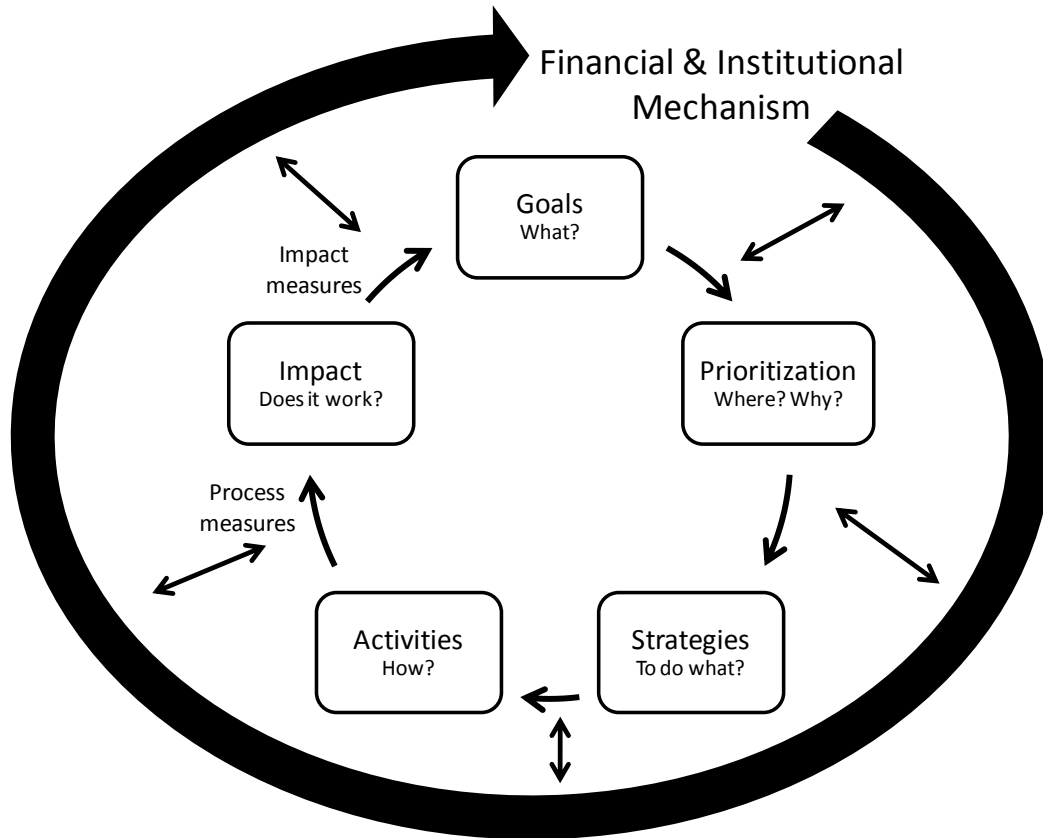 Financial & Institutional
Mechanism
Goals
What?
Impact
measures
Impact
Does it work?
Prioritization
Where? Why?
Process
measures
Activities
How?
Strategies
To do what?